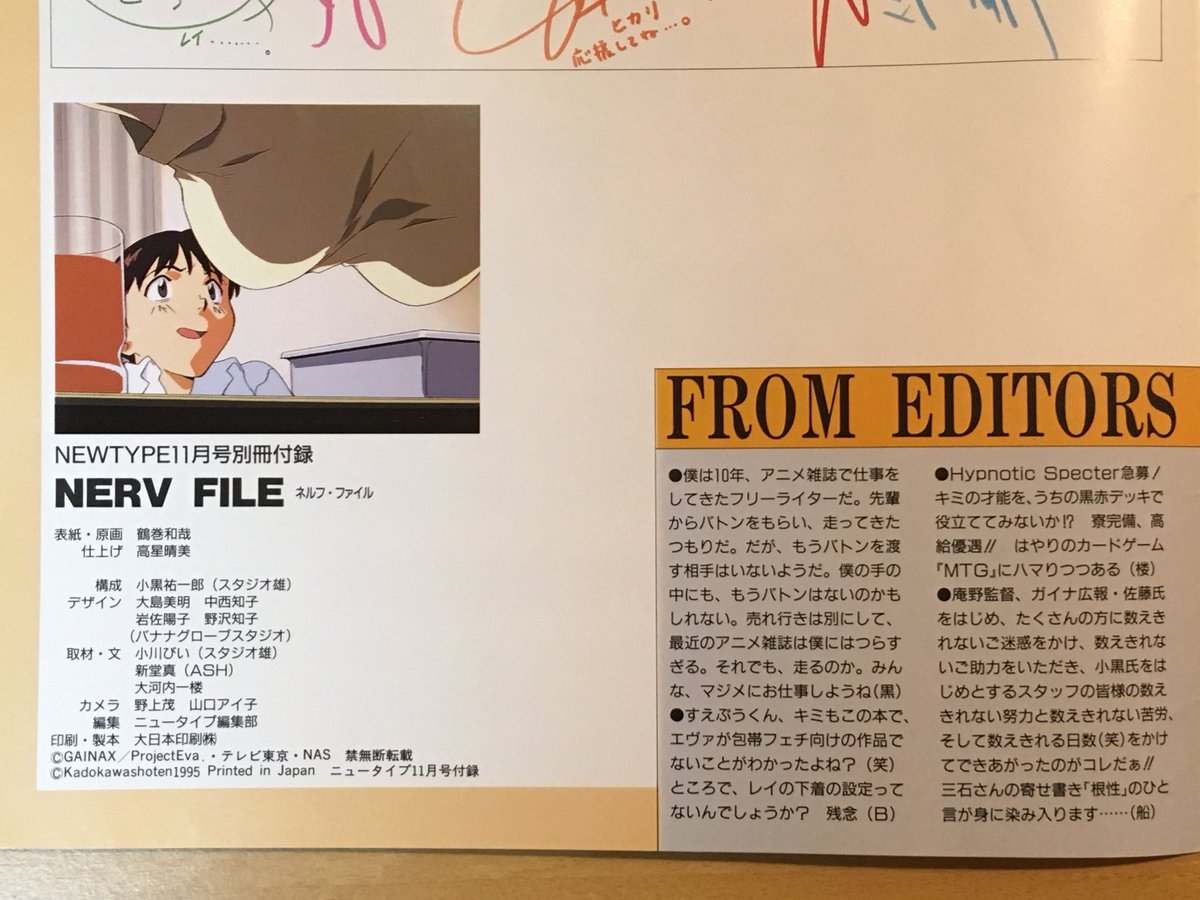 レイ……。
ヒカリ
応援してね…。
NEWTYPE11月号別冊付録
NERV FILE ネルフ・ファイル
表紙・原画 鶴巻和哉
仕上げ 高星晴美
構成 小黒祐一郎（スタジオ雄）
デザイン 大島美明 中西知子
岩佐陽子 野沢知子
（バナナグローブスタジオ）
取材・文 小川びい（スタジオ雄）
新堂真（ASH）
大河内一楼
カメラ 野上茂 山口アイ子
編集 ニュータイプ編集部
印刷・製本 大日本印刷㈱
©GAINAX／ProjectEva．・テレビ東京・NAS 禁無断転載
©Kadokawashoten1995 Printed in Japan ニュータイプ11月号付録
FROM EDITORS
●僕は10年、アニメ雑誌で仕事を
してきたフリーライターだ。先輩
からバトンをもらい、走ってきた
つもりだ。だが、もうバトンを渡
す相手はいないようだ。僕の手の
中にも、もうバトンはないのかも
しれない。売れ行きは別にして、
最近のアニメ雑誌は僕にはつらす
ぎる。それでも、走るのか。みん
な、マジメにお仕事しようね（黒）
●すえぷうくん、キミもこの本で、
エヴァが包帯フェチ向けの作品で
ないことがわかったよね？（笑）
ところで、レイの下着の設定って
ないんでしょうか？ 残念（B）
●Hypnotic Specter急募！
キミの才能を、うちの黒赤デッキで
役立ててみないか!? 寮完備、高
給優遇!! はやりのカードゲーム
『MTG』にハマりつつある（楼）
●庵野監督、ガイナ広報・佐藤氏
をはじめ、たくさんの方に数えき
れないご迷惑をかけ、数えきれな
いご助力をいただき、小黒氏をは
じめとするスタッフの皆様の数え
きれない努力と数えきれない苦労、
そして数えきれる日数（笑）をかけ
てできあがったのがコレだぁ!!
三石さんの寄せ書き「根性」のひと
言が身に染み入ります……（船）